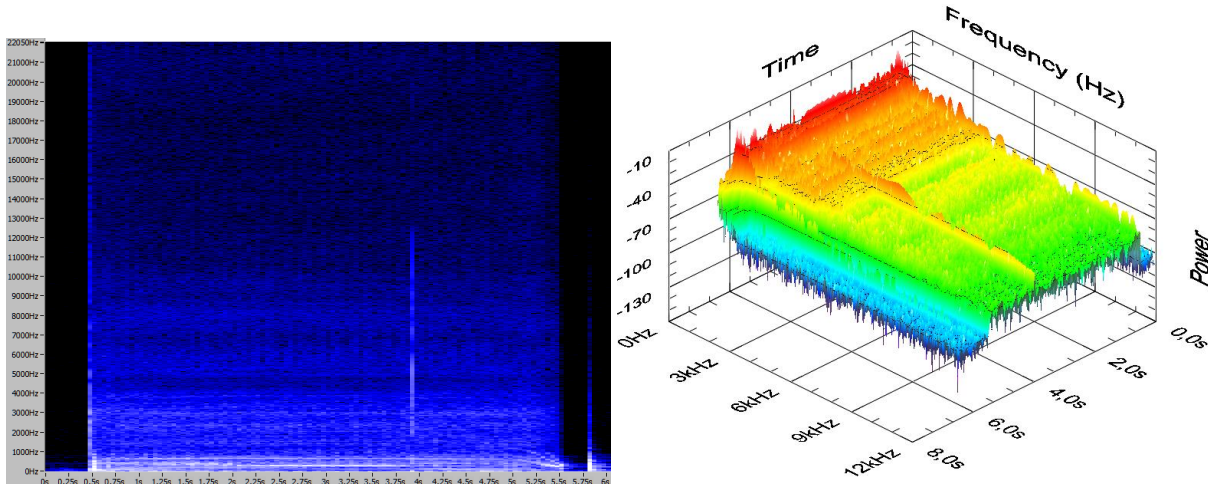 22050Hz
21000Hz
20000Hz
19000Hz
18000Hz
17000Hz
16000Hz
15000Hz
14000Hz
13000Hz
12000Hz
11000Hz
10000Hz
9000Hz
8000Hz
7000Hz
6000Hz
5000Hz
4000Hz
3000Hz
2000Hz
1000Hz
0Hz
0s 0.25s 0.5s 0.75s 1s 1.25s 1.5s 1.75s 2s 2.25s 2.5s 2.75s 3s 3.25s 3.5s 3.75s 4s 4.25s 4.5s 4.75s 5s 5.25s 5.5s 5.75s 6s
Time
Frequency (Hz)
-10
-40
-70
-100
-130
Power
0Hz
3kHz
6kHz
9kHz
12kHz
0,0s
2,0s
4,0s
6,0s
8,0s